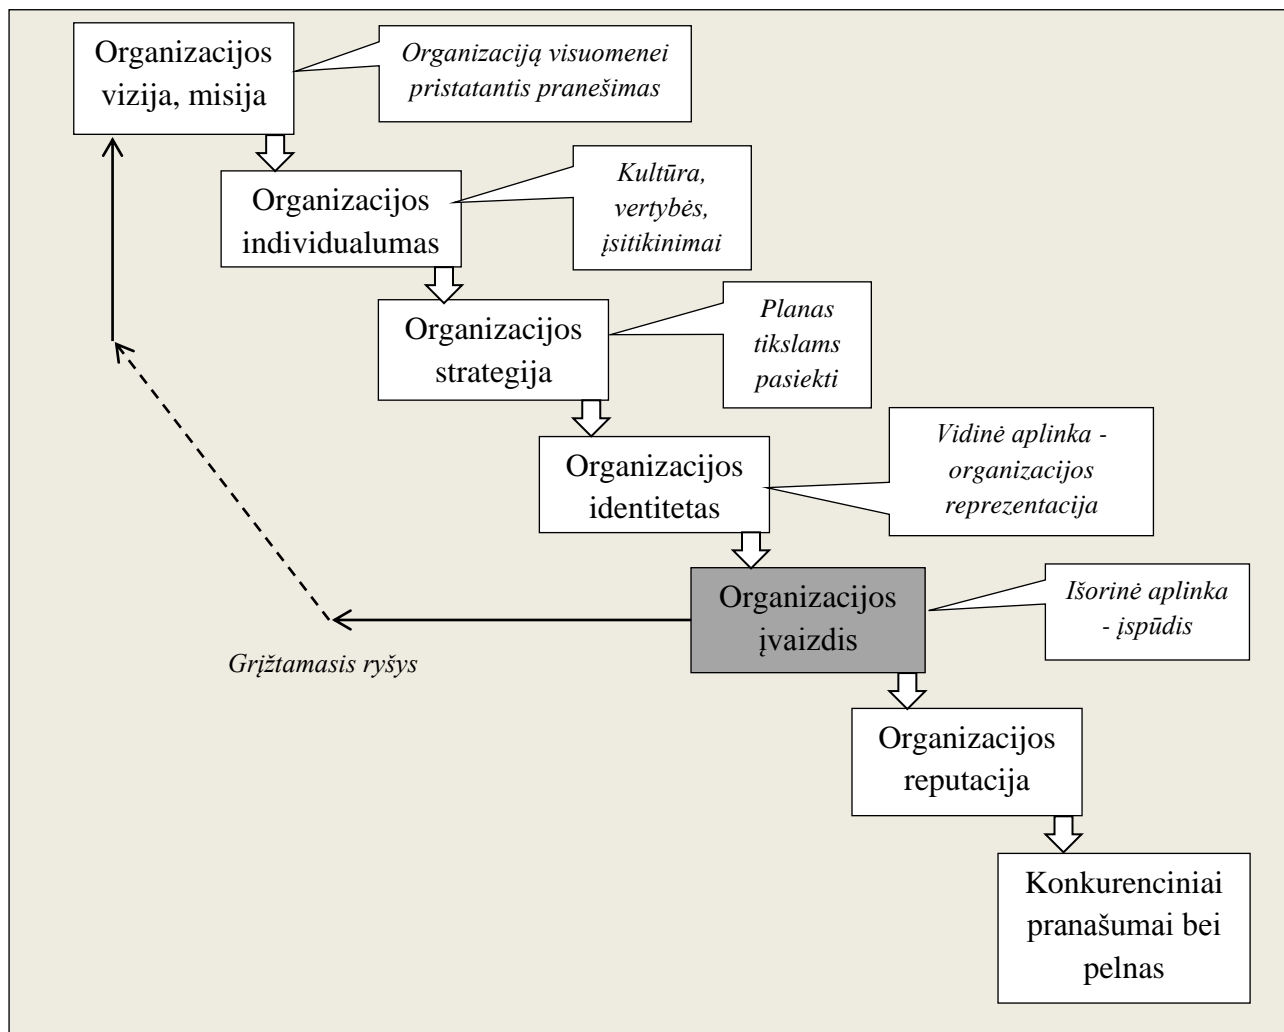 Organizacijos
vizija, misija
Organizaciją visuomenei
pristatantis pranešimas
Organizacijos
individualumas
Kultūra,
vertybės,
įsitikinimai
Organizacijos
strategija
Planas
tikslams
pasiekti
Organizacijos
identitetas
Vidinė aplinka -
organizacijos
reprezentacija
Organizacijos
įvaizdis
Išorinė aplinka
- įspūdis
Grįžtamasis ryšys
Organizacijos
reputacija
Konkurenciniai
pranašumai bei
pelnas